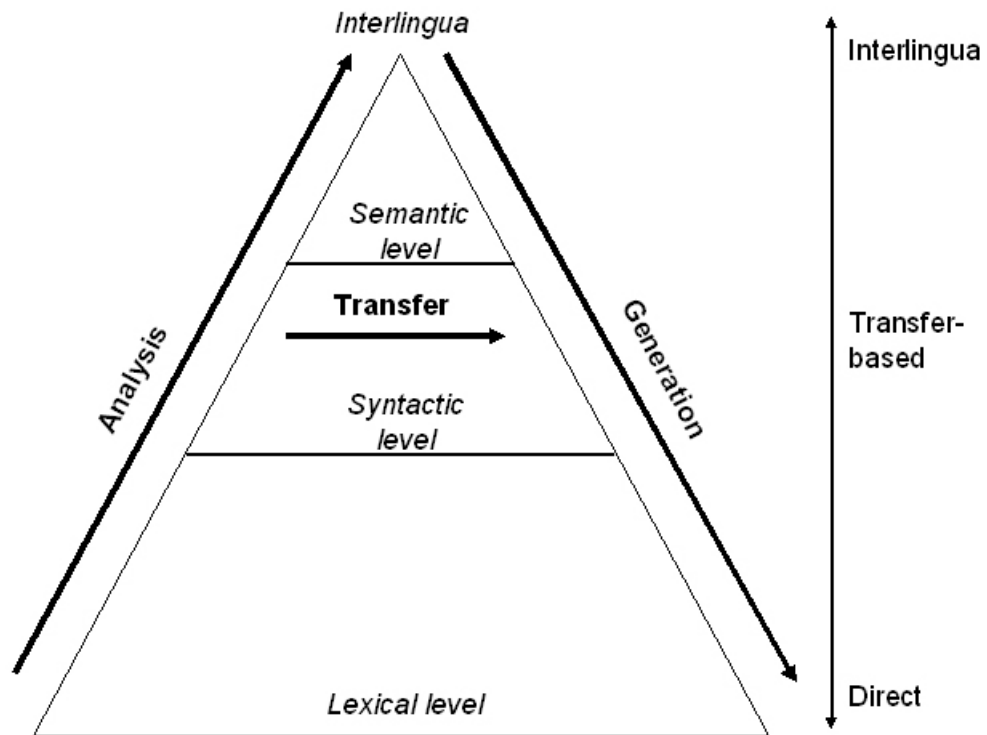 Interlingua
Interlingua
Semantic
level
Transfer
Analysis
Generation
Transfer-
based
Syntactic
level
Lexical level
Direct